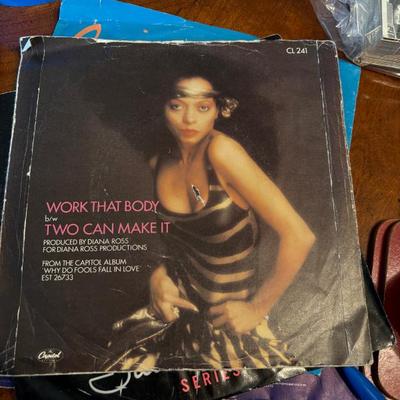 CL 241
WORK THAT BODY
b/w
TWO CAN MAKE IT
PRODUCED BY DIANA ROSS
FOR DIANA ROSS PRODUCTIONS
FROM THE CAPITOL ALBUM
'WHY DO FOOLS FALL IN LOVE'
EST 26733
Capitol
SERIES